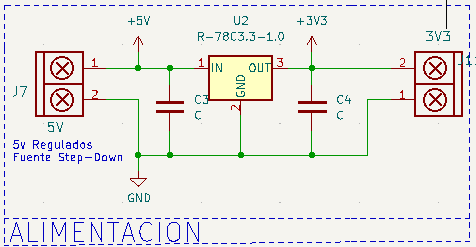 +5V
U2
+3V3
3V3
R-78C3.3-1.0
1
1 IN
OUT 3
2
J7
GND
2
2
C3
C
C4
C
1
5V
5v Regulados
Fuente Step-Down
GND
ALIMENTACION